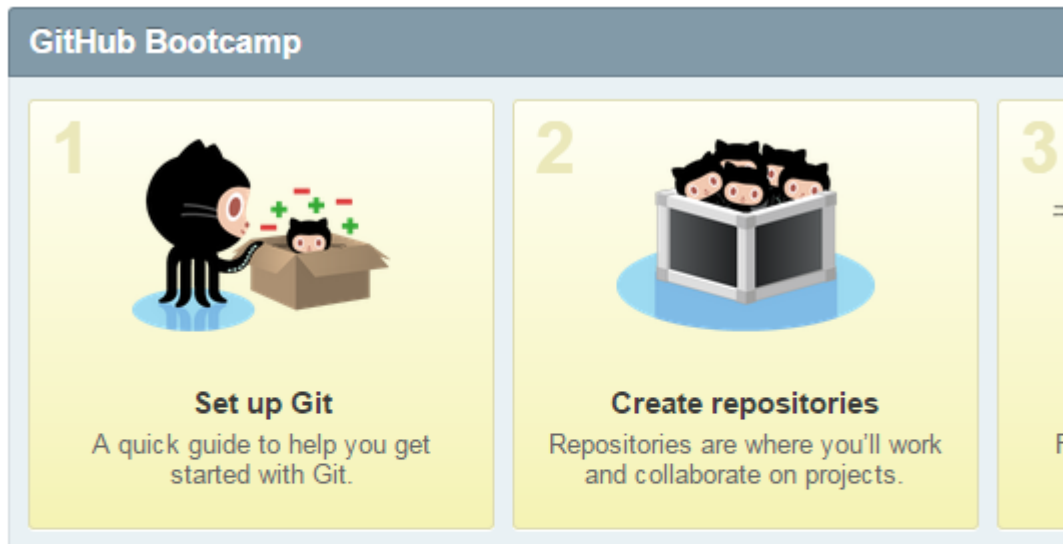 GitHub Bootcamp
1
Set up Git
A quick guide to help you get
started with Git.
2
Create repositories
Repositories are where you’ll work
and collaborate on projects.
3